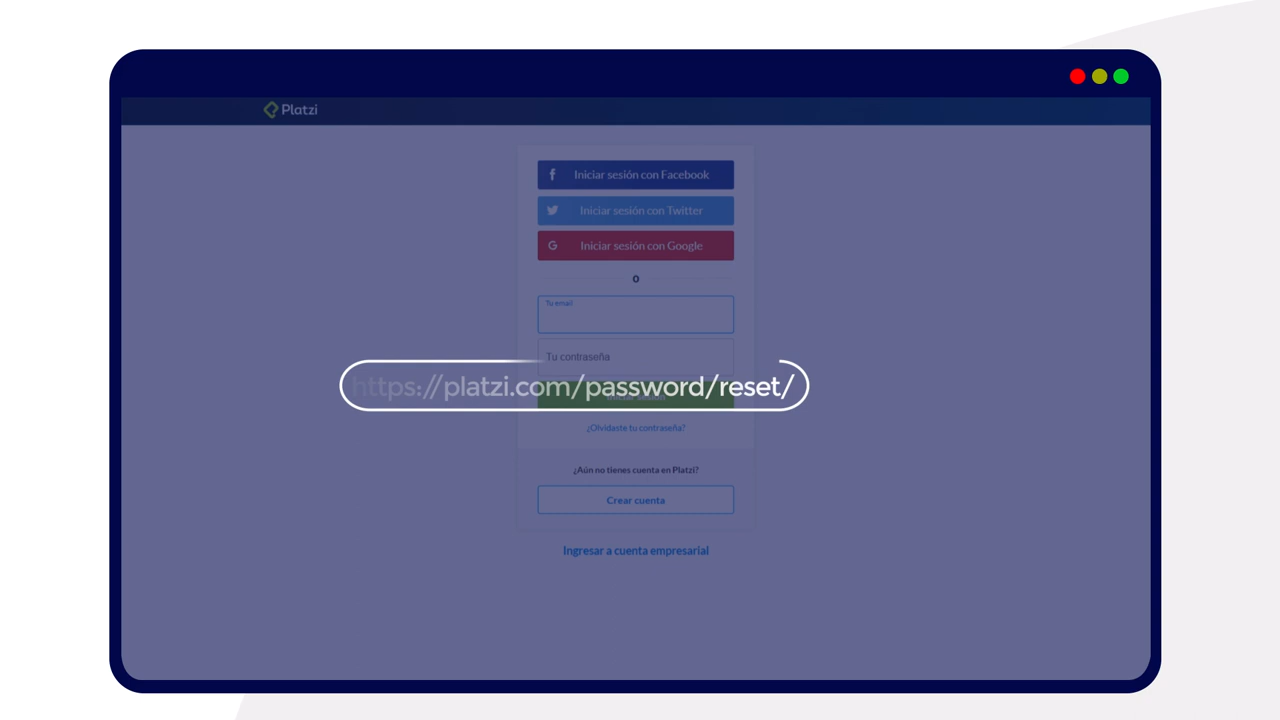 Platzi
Iniciar sesión con Facebook
Iniciar sesión con Twitter
Iniciar sesión con Google
o
Tu email
Tu contraseña
https://platzi.com/password/reset/
¿Olvidaste tu contraseña?
¿Aún no tienes cuenta en Platzi?
Crear cuenta
Ingresar a cuenta empresarial